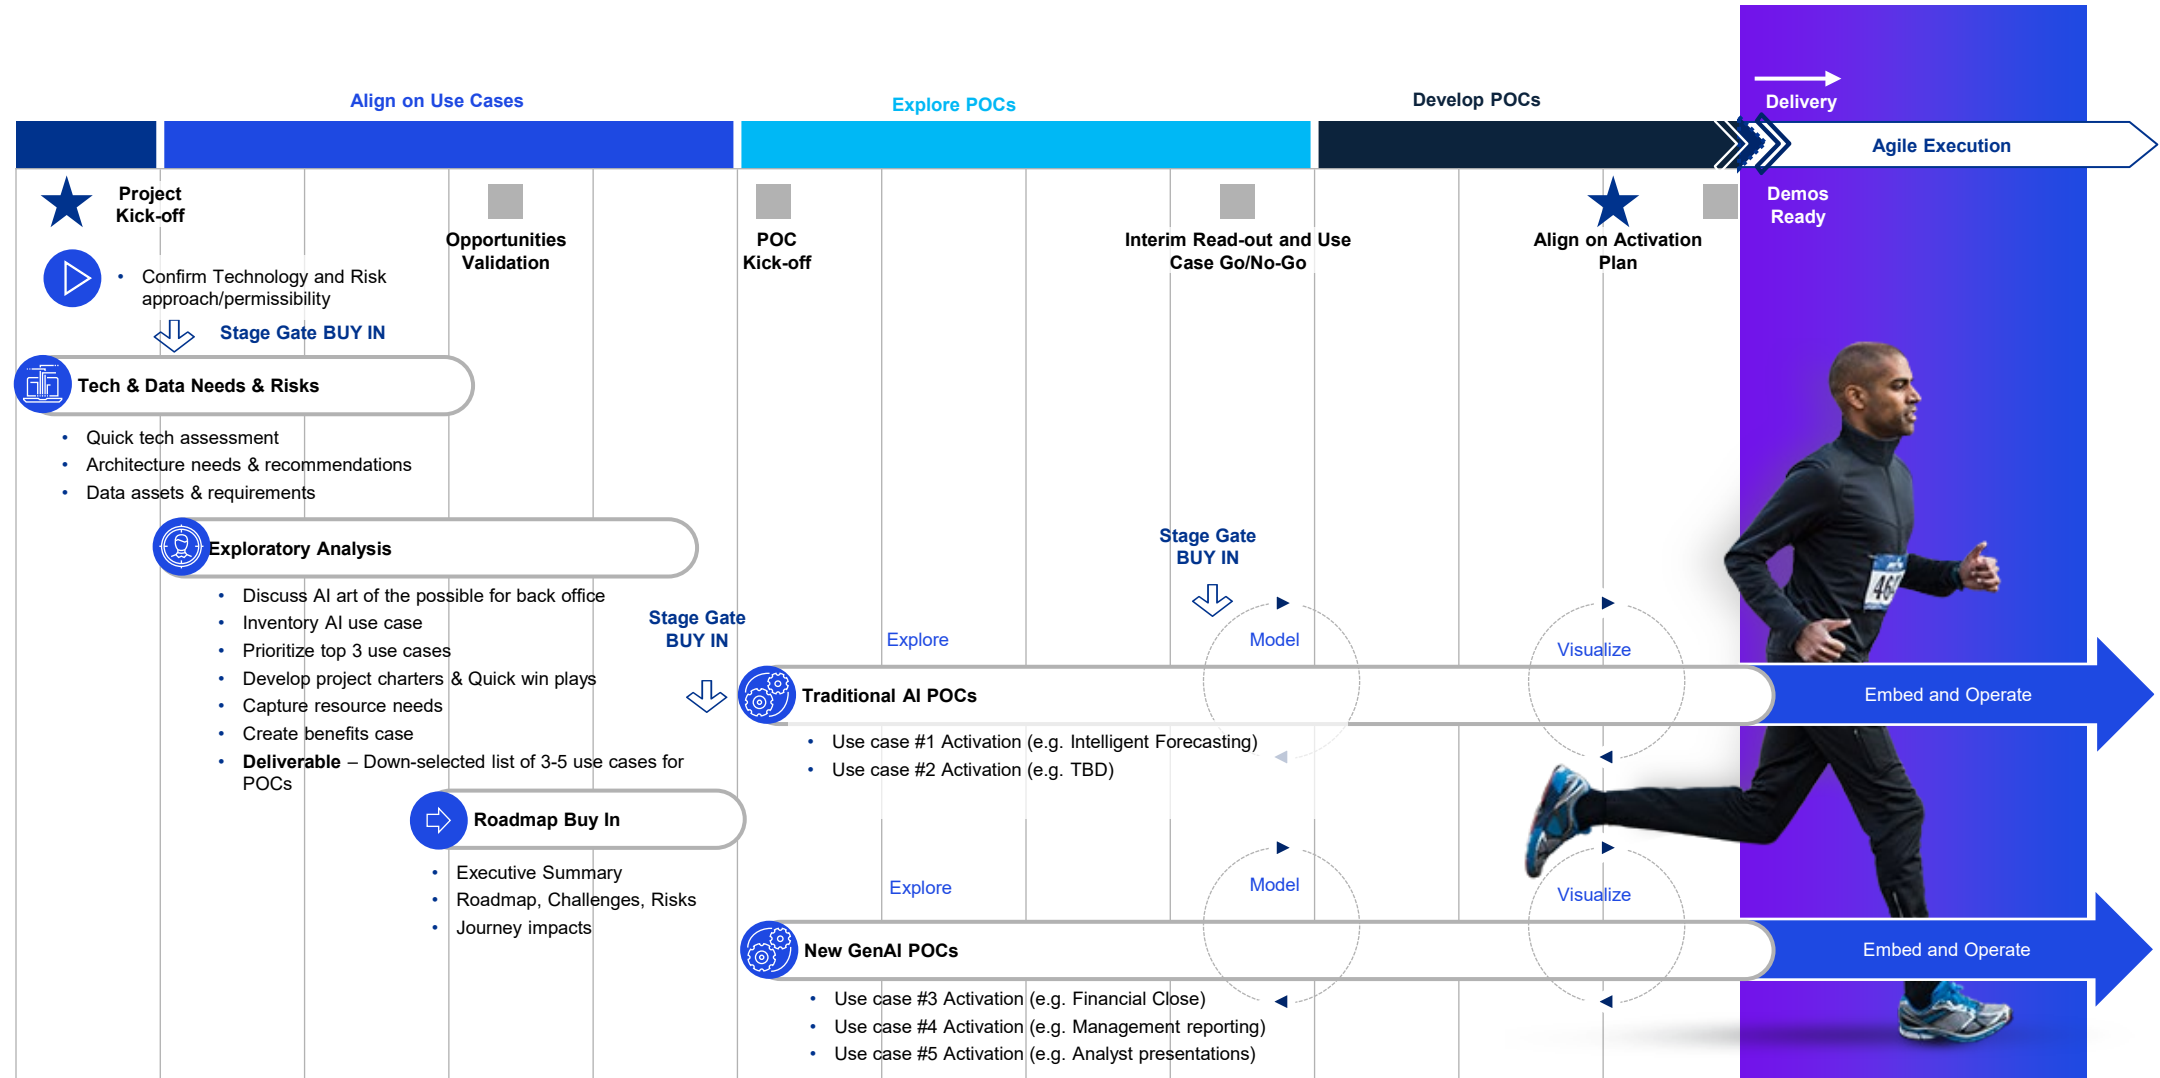 Align on Use Cases
Explore POCs
Develop POCs
Delivery
Agile Execution
Project
Kick-off
Opportunities
Validation
POC
Kick-off
Interim Read-out and Use
Case Go/No-Go
Align on Activation
Plan
Demos
Ready
• Confirm Technology and Risk
approach/permissibility
Stage Gate BUY IN
Tech & Data Needs & Risks
• Quick tech assessment
• Architecture needs & recommendations
• Data assets & requirements
Exploratory Analysis
• Discuss AI art of the possible for back office
• Inventory AI use case
• Prioritize top 3 use cases
• Develop project charters & Quick win plays
• Capture resource needs
• Create benefits case
• Deliverable – Down-selected list of 3-5 use cases for
POCs
Stage Gate
BUY IN
Roadmap Buy In
• Executive Summary
• Roadmap, Challenges, Risks
• Journey impacts
Stage Gate
BUY IN
Explore
Model
Visualize
Traditional AI POCs
Embed and Operate
• Use case #1 Activation (e.g. Intelligent Forecasting)
• Use case #2 Activation (e.g. TBD)
Explore
Model
Visualize
New GenAI POCs
Embed and Operate
• Use case #3 Activation (e.g. Financial Close)
• Use case #4 Activation (e.g. Management reporting)
• Use case #5 Activation (e.g. Analyst presentations)